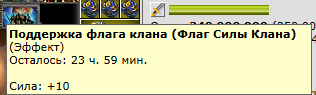 Поддержка флага клана (Флаг Силы Клана)
(Эффект)
Осталось: 23 ч. 59 мин.
Сила: +10